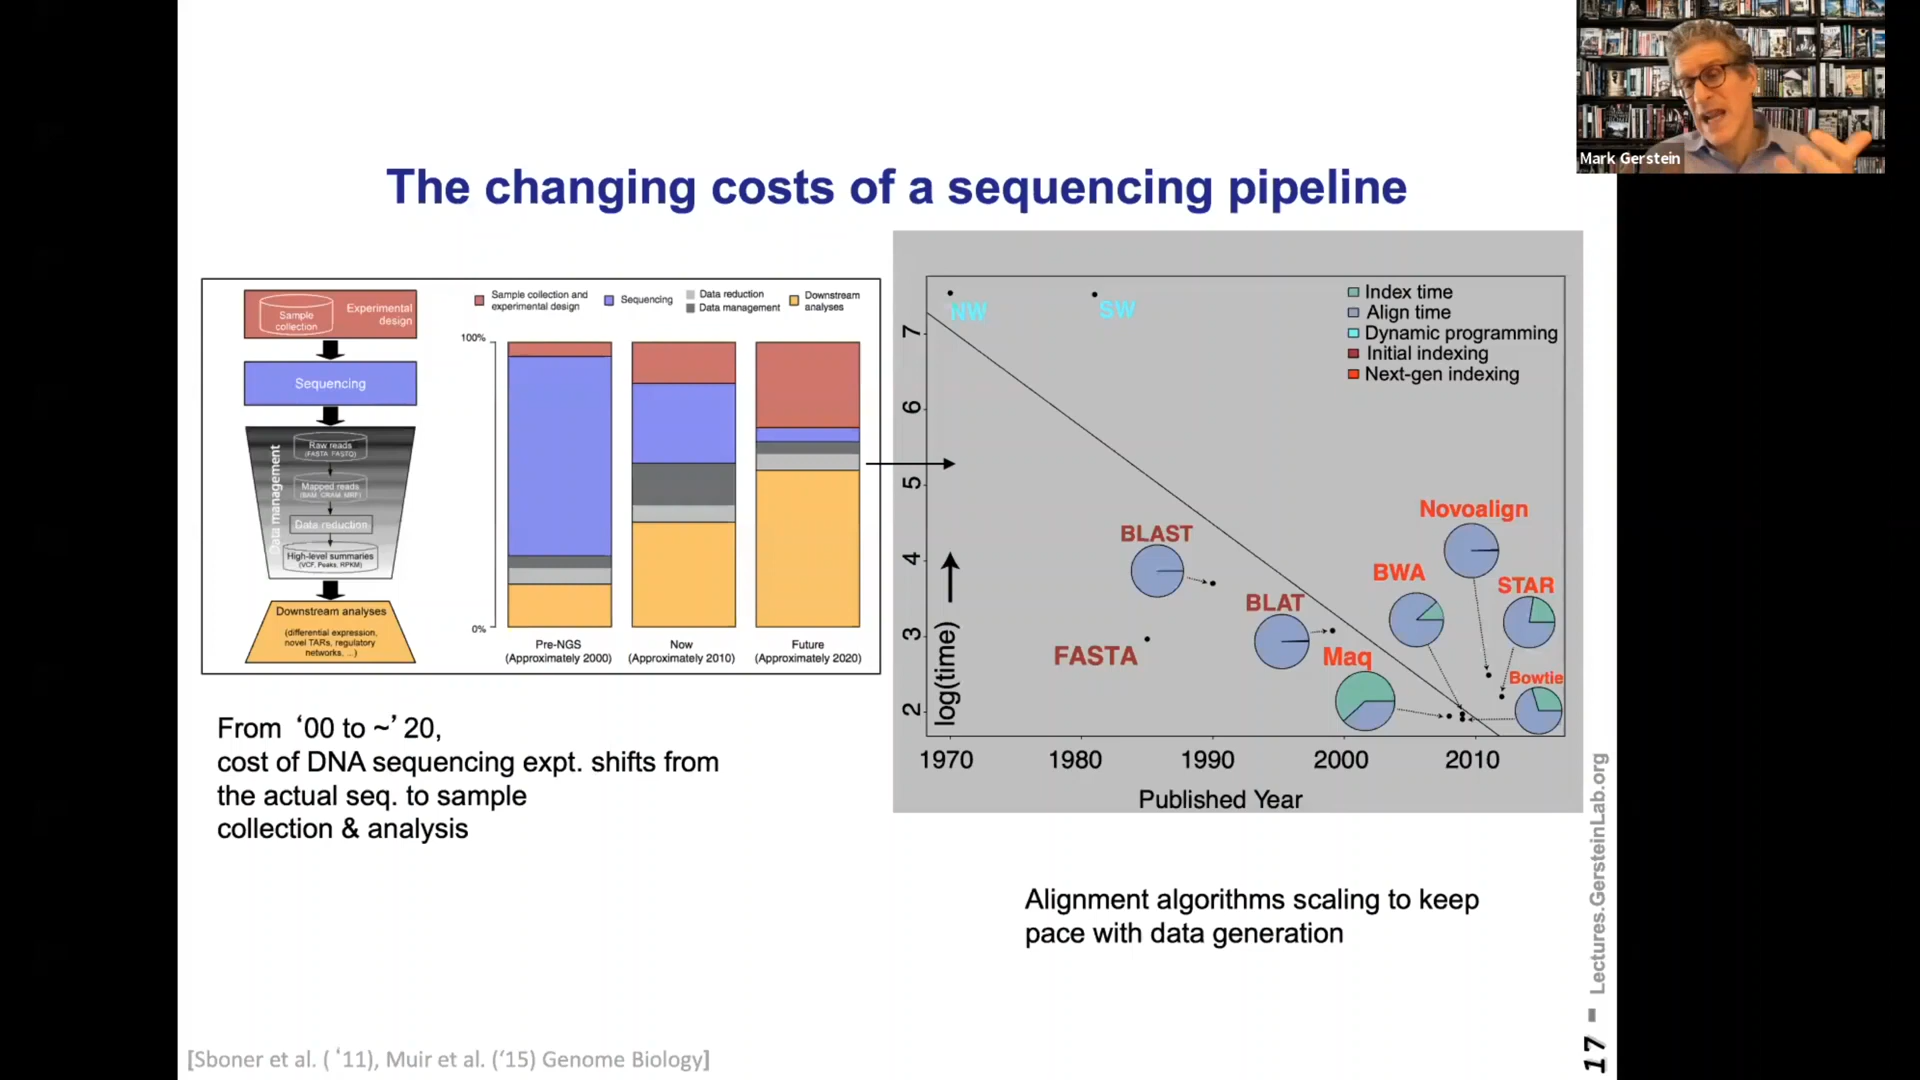 Mark Gerstein
The changing costs of a sequencing pipeline
Sample
collection
Experimental
design
Sequencing
Data management
Raw reads
(FASTA FASTQ)
Mapped reads
(BAM CRAM MRF)
Data reduction
High-level summaries
(VCF, Peaks, RPKM)
Downstream analyses
(differential expression,
novel TARs, regulatory
networks, ...)
Sample collection and
experimental design
Sequencing
Data reduction
Data management
Downstream
analyses
100%
0%
Pre-NGS
(Approximately 2000)
Now
(Approximately 2010)
Future
(Approximately 2020)
NW
SW
Index time
Align time
Dynamic programming
Initial indexing
Next-gen indexing
7
6
5
4
3
2
log(time)
BLAST
FASTA
BLAT
Maq
BWA
Novoalign
STAR
Bowtie
1970 1980 1990 2000 2010
Published Year
From ‘00 to ~’ 20,
cost of DNA sequencing expt. shifts from
the actual seq. to sample
collection & analysis
Alignment algorithms scaling to keep
pace with data generation
[Sboner et al. ( ‘11), Muir et al. (‘15) Genome Biology]
17 - Lectures.GersteinLab.org